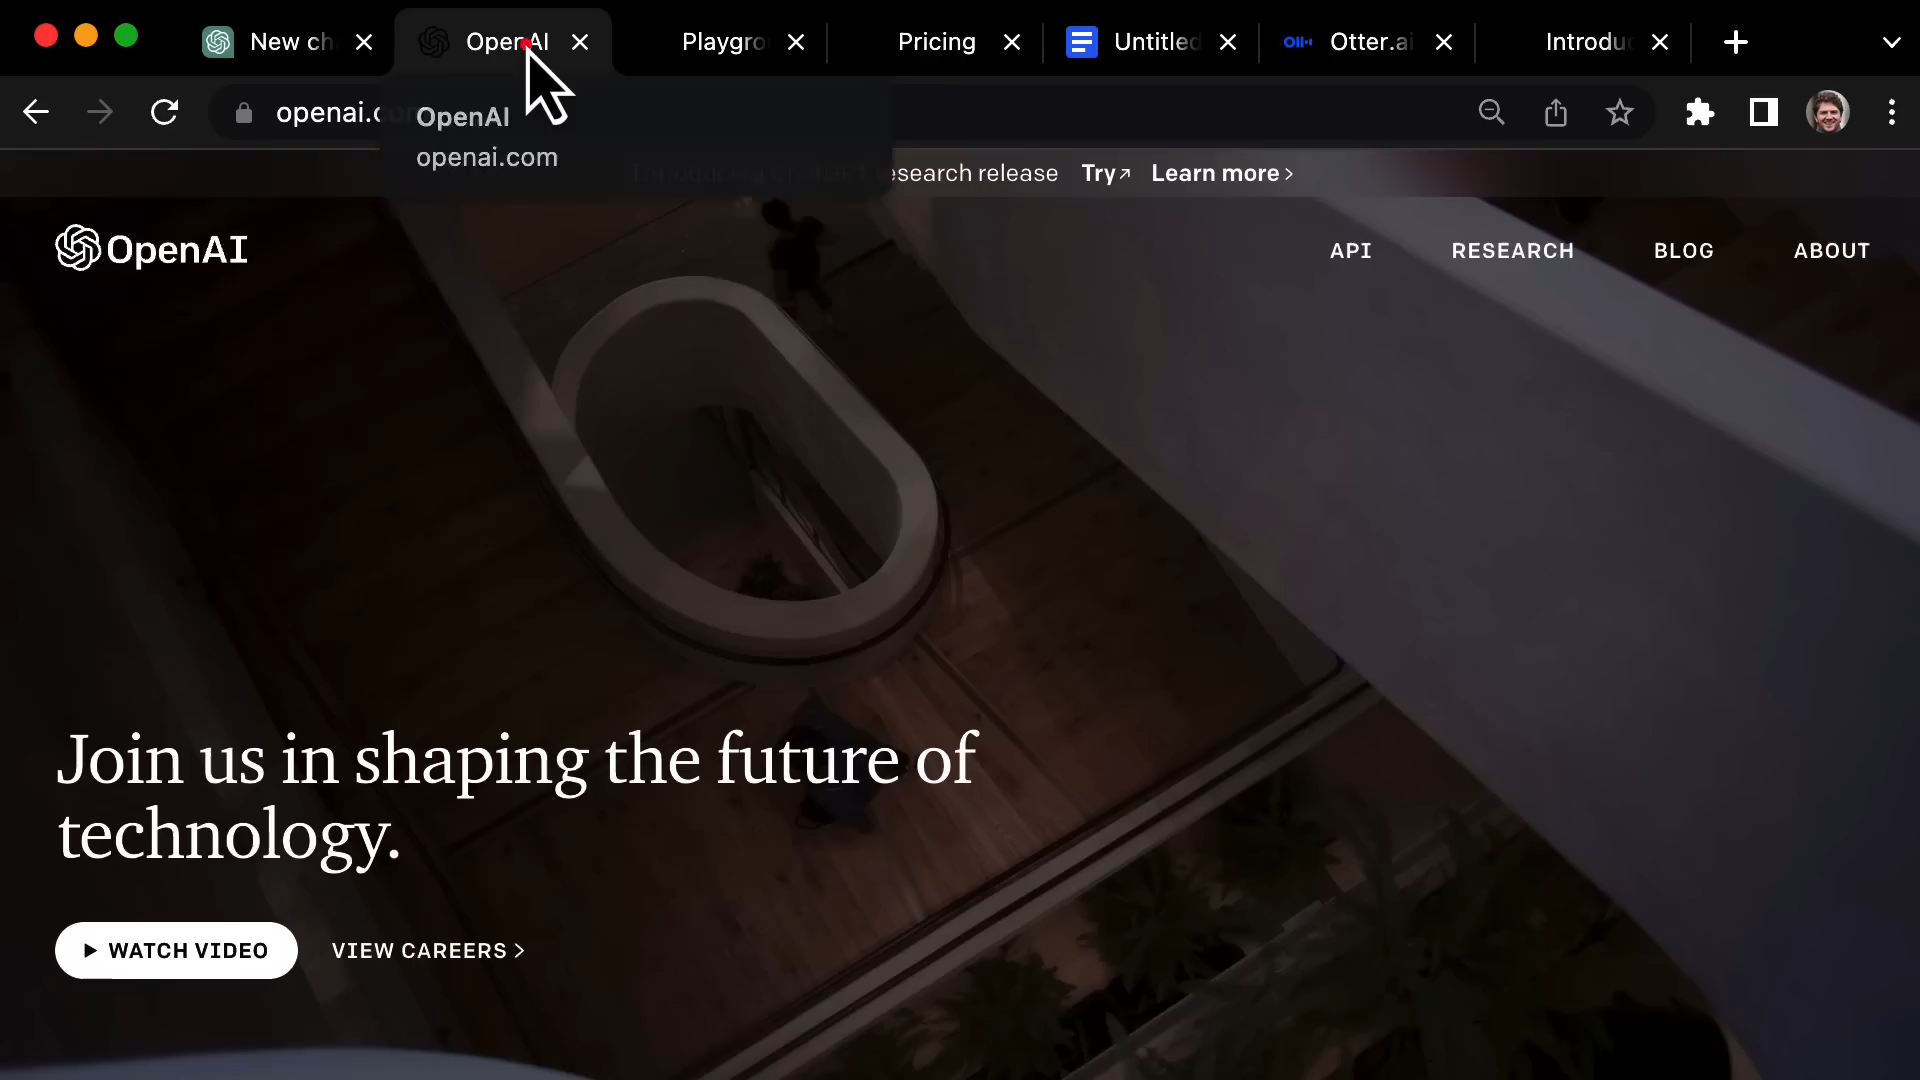 New ch
OpenAI
Playgro
Pricing
Untitled
Otter.ai
Introdu
openai.c
OpenAI
openai.com
esearch release Try↗ Learn more >
OpenAI
API
RESEARCH
BLOG
ABOUT
Join us in shaping the future of
technology.
WATCH VIDEO
VIEW CAREERS >